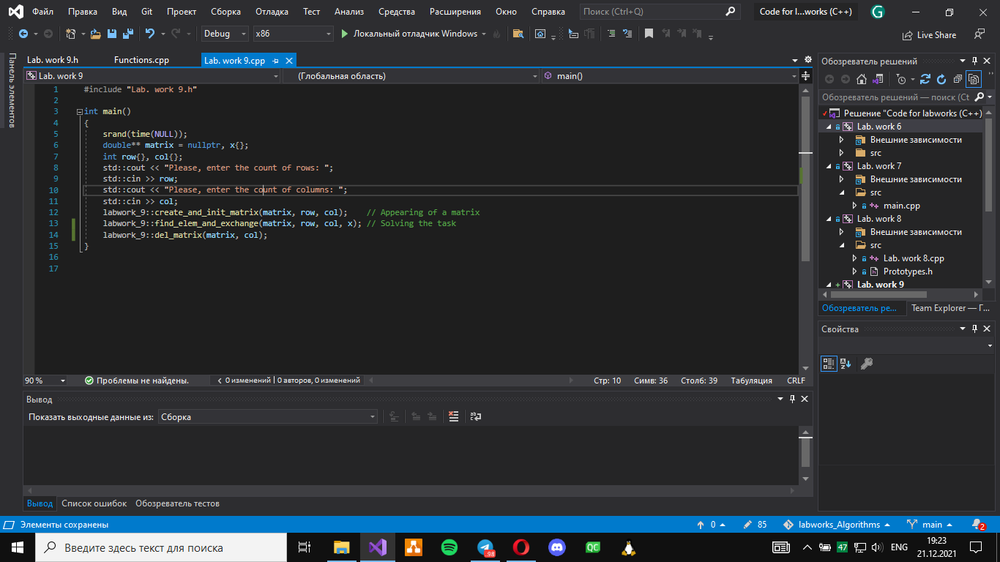 Файл Правка Вид Git Проект Сборка Отладка Тест Анализ Средства Расширения Окно Справка Поиск (Ctrl+Q) Code for l...works (C++) G
Debug x86 Локальный отладчик Windows Live Share
Панель элементов
Lab. work 9.h Functions.cpp Lab. work 9.cpp
Lab. work 9 (Глобальная область) main()
1 #include "Lab. work 9.h"
2
3 int main()
4 {
5 srand(time(NULL));
6 double** matrix = nullptr, x{};
7 int row{}, col{};
8 std::cout << "Please, enter the count of rows: ";
9 std::cin >> row;
10 std::cout << "Please, enter the count of columns: ";
11 std::cin >> col;
12 labwork_9::create_and_init_matrix(matrix, row, col); // Appearing of a matrix
13 labwork_9::find_elem_and_exchange(matrix, row, col, x); // Solving the task
14 labwork_9::del_matrix(matrix, col);
15 }
16
17
90 % Проблемы не найдены. 0 изменений | 0 авторов, 0 изменений Стр: 10 Симв: 36 Столб: 39 Табуляция CRLF
Вывод
Показать выходные данные из: Сборка
Вывод Список ошибок Обозреватель тестов
Обозреватель решений
Обозреватель решений — поиск (Ct
Решение "Code for labworks (C++)
Lab. work 6
Внешние зависимости
src
Lab. work 7
Внешние зависимости
src
main.cpp
Lab. work 8
Внешние зависимости
src
Lab. work 8.cpp
Prototypes.h
Lab. work 9
Обозреватель ре... Team Explorer — Г...
Свойства
Элементы сохранены 0 85 labworks_Algorithms main 2
Введите здесь текст для поиска 98 QC 47 ENG 19:23
21.12.2021